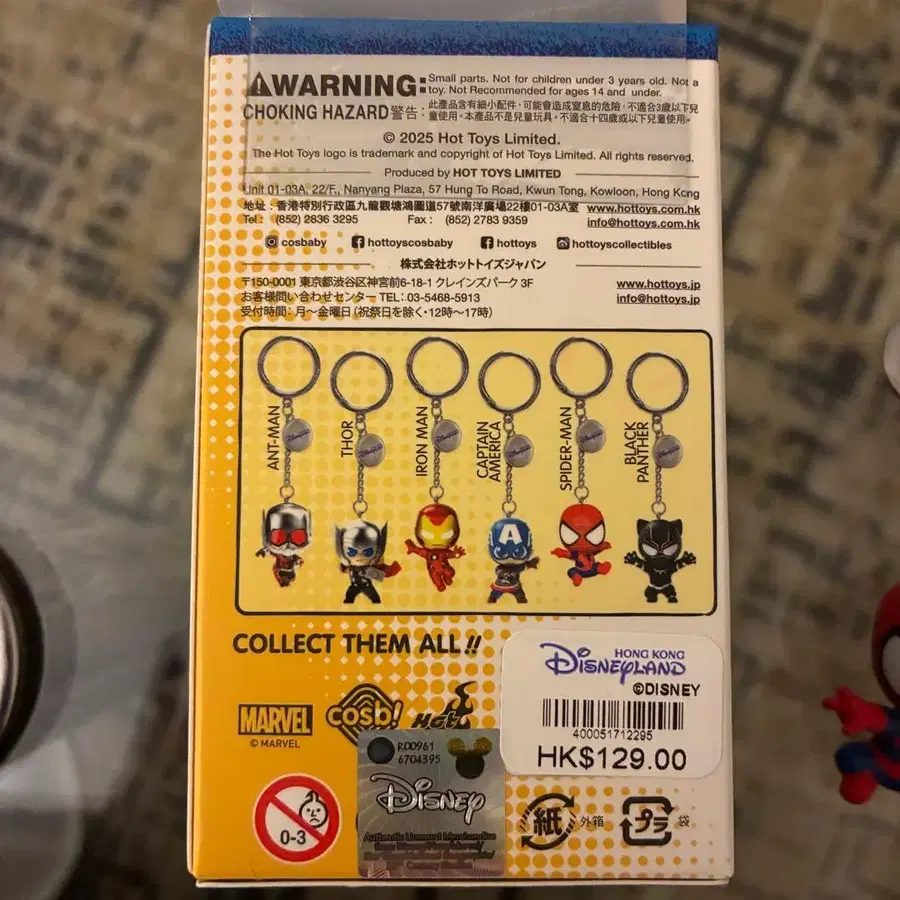 ⚠WARNING: Small parts. Not for children under 3 years old. Not a
toy. Not Recommended for ages 14 and under.
CHOKING HAZARD 警告: 此產品含有細小配件, 可能會造成窒息的危險, 不適合3歲以下兒
童使用。本產品不是兒童玩具。不適合十四歲或以下兒童使用。
© 2025 Hot Toys Limited.
The Hot Toys logo is trademark and copyright of Hot Toys Limited. All rights reserved.
Produced by HOT TOYS LIMITED
Unit 01-03A, 22/F., Nanyang Plaza, 57 Hung To Road, Kwun Tong, Kowloon, Hong Kong
地址: 香港特別行政區九龍觀塘鴻圖道57號南洋廣場22樓01-03A室 www.hottoys.com.hk
Tel: (852) 2836 3295 Fax: (852) 2783 9359 info@hottoys.com.hk
cosbaby hottoyscosbaby hottoys hottoyscollectibles
株式会社ホットトイズジャパン
〒150-0001 東京都渋谷区神宮前6-18-1 クレインズパーク 3F www.hottoys.jp
お客様問い合わせセンター TEL: 03-5468-5913 info@hottoys.jp
受付時間: 月~金曜日(祝祭日を除く・12時~17時)
ANT-MAN
THOR
IRON MAN
CAPTAIN
AMERICA
SPIDER-MAN
BLACK
PANTHER
COLLECT THEM ALL!!
HONG KONG
DISNEYLAND
©DISNEY
400051712295
HK$129.00
MARVEL
© MARVEL
cosbi
Hot
R00961
6704395
Disney
Authentic Licensed Merchandise
0-3
紙 外箱
プラ 袋